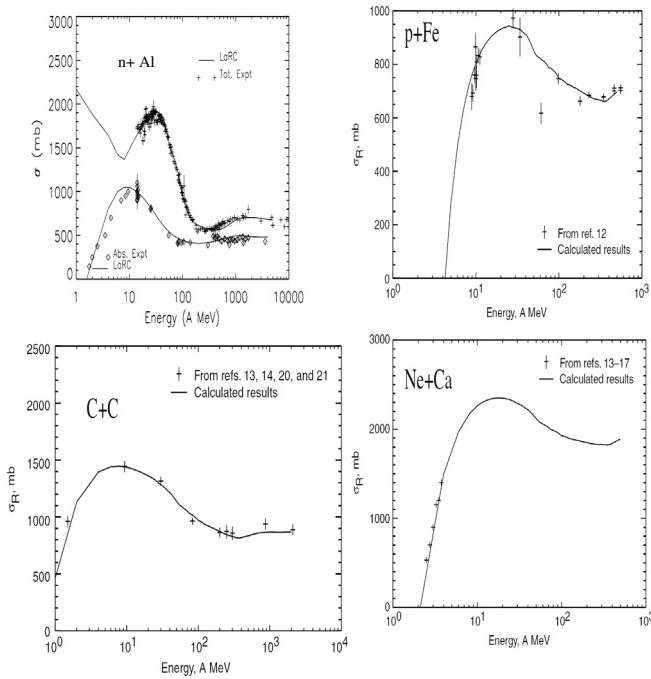 3000
2500
2000
1500
1000
500
0
σ (mb)
n+ Al
LaRC
Tot. Expt
Abs. Expt
LaRC
1
10
100
1000
10000
Energy (A MeV)
1000
800
600
400
200
0
σR, mb
p+Fe
From ref. 12
Calculated results
10^0
10^1
10^2
10^3
Energy, A MeV
2500
2000
1500
1000
500
0
σR, mb
C+C
From refs. 13, 14, 20, and 21
Calculated results
10^0
10^1
10^2
10^3
10^4
Energy, A MeV
3000
2000
1000
0
σR, mb
Ne+Ca
From refs. 13–17
Calculated results
10^0
10^1
10^2
10^3
Energy, A MeV